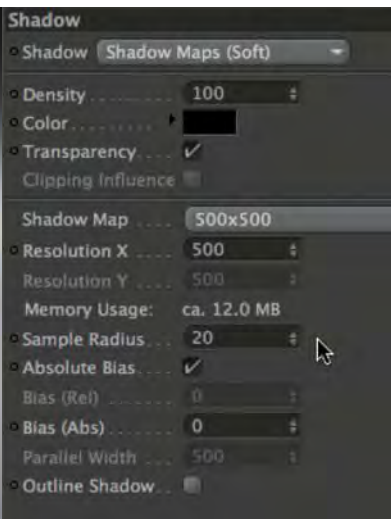 Shadow
Shadow Shadow Maps (Soft)
Density 100
Color
Transparency
Clipping Influence
Shadow Map 500x500
Resolution X 500
Resolution Y 500
Memory Usage: ca. 12.0 MB
Sample Radius 20
Absolute Bias
Bias (Rel) 0
Bias (Abs) 0
Parallel Width 500
Outline Shadow